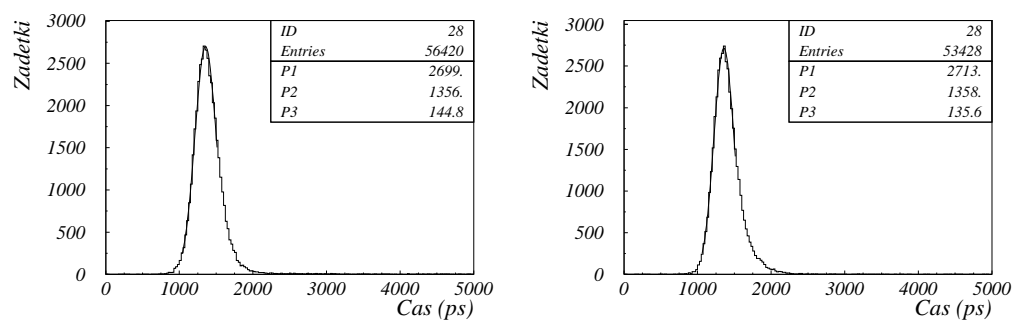 Zadetki
3000
2500
2000
1500
1000
500
0
ID 28
Entries 56420
P1 2699.
P2 1356.
P3 144.8
0 1000 2000 3000 4000 5000
Cas (ps)
Zadetki
3000
2500
2000
1500
1000
500
0
ID 28
Entries 53428
P1 2713.
P2 1358.
P3 135.6
0 1000 2000 3000 4000 5000
Cas (ps)